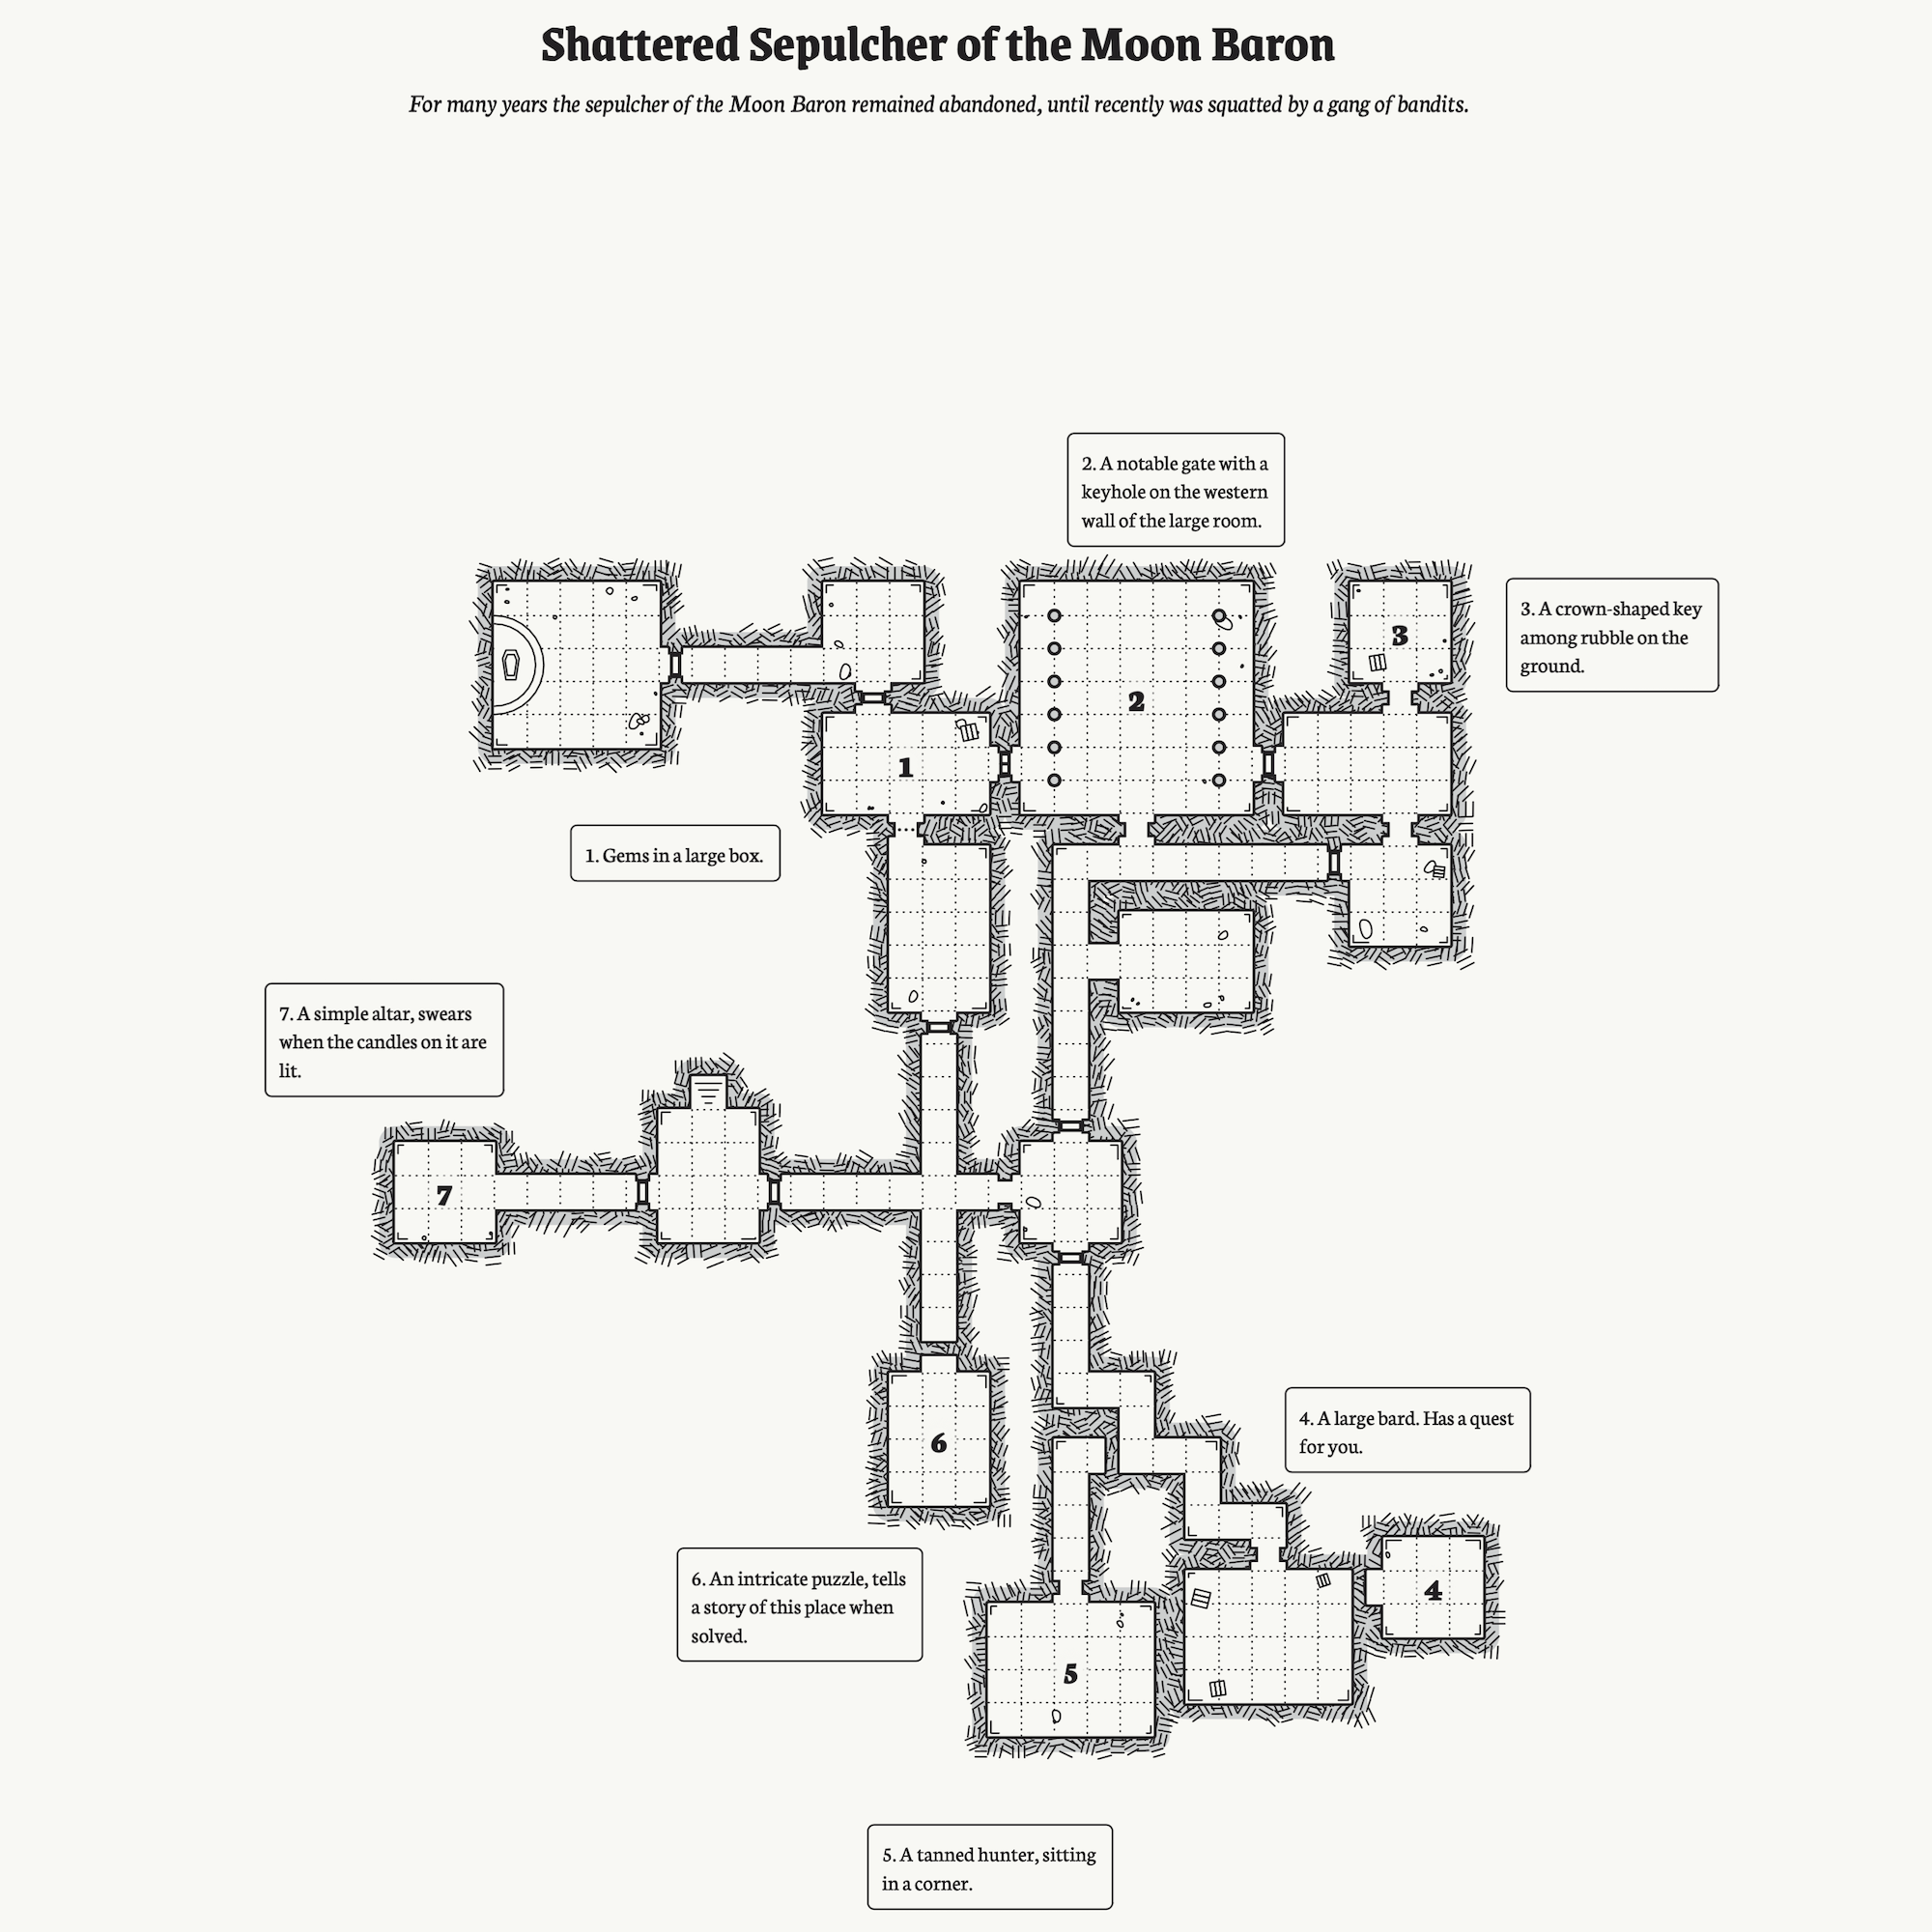 Shattered Sepulcher of the Moon Baron
For many years the sepulcher of the Moon Baron remained abandoned, until recently was squatted by a gang of bandits.
2. A notable gate with a
keyhole on the western
wall of the large room.
3. A crown-shaped key
among rubble on the
ground.
3
2
1
1. Gems in a large box.
7. A simple altar, swears
when the candles on it are
lit.
7
4. A large bard. Has a quest
for you.
6
6. An intricate puzzle, tells
a story of this place when
solved.
4
5
5. A tanned hunter, sitting
in a corner.